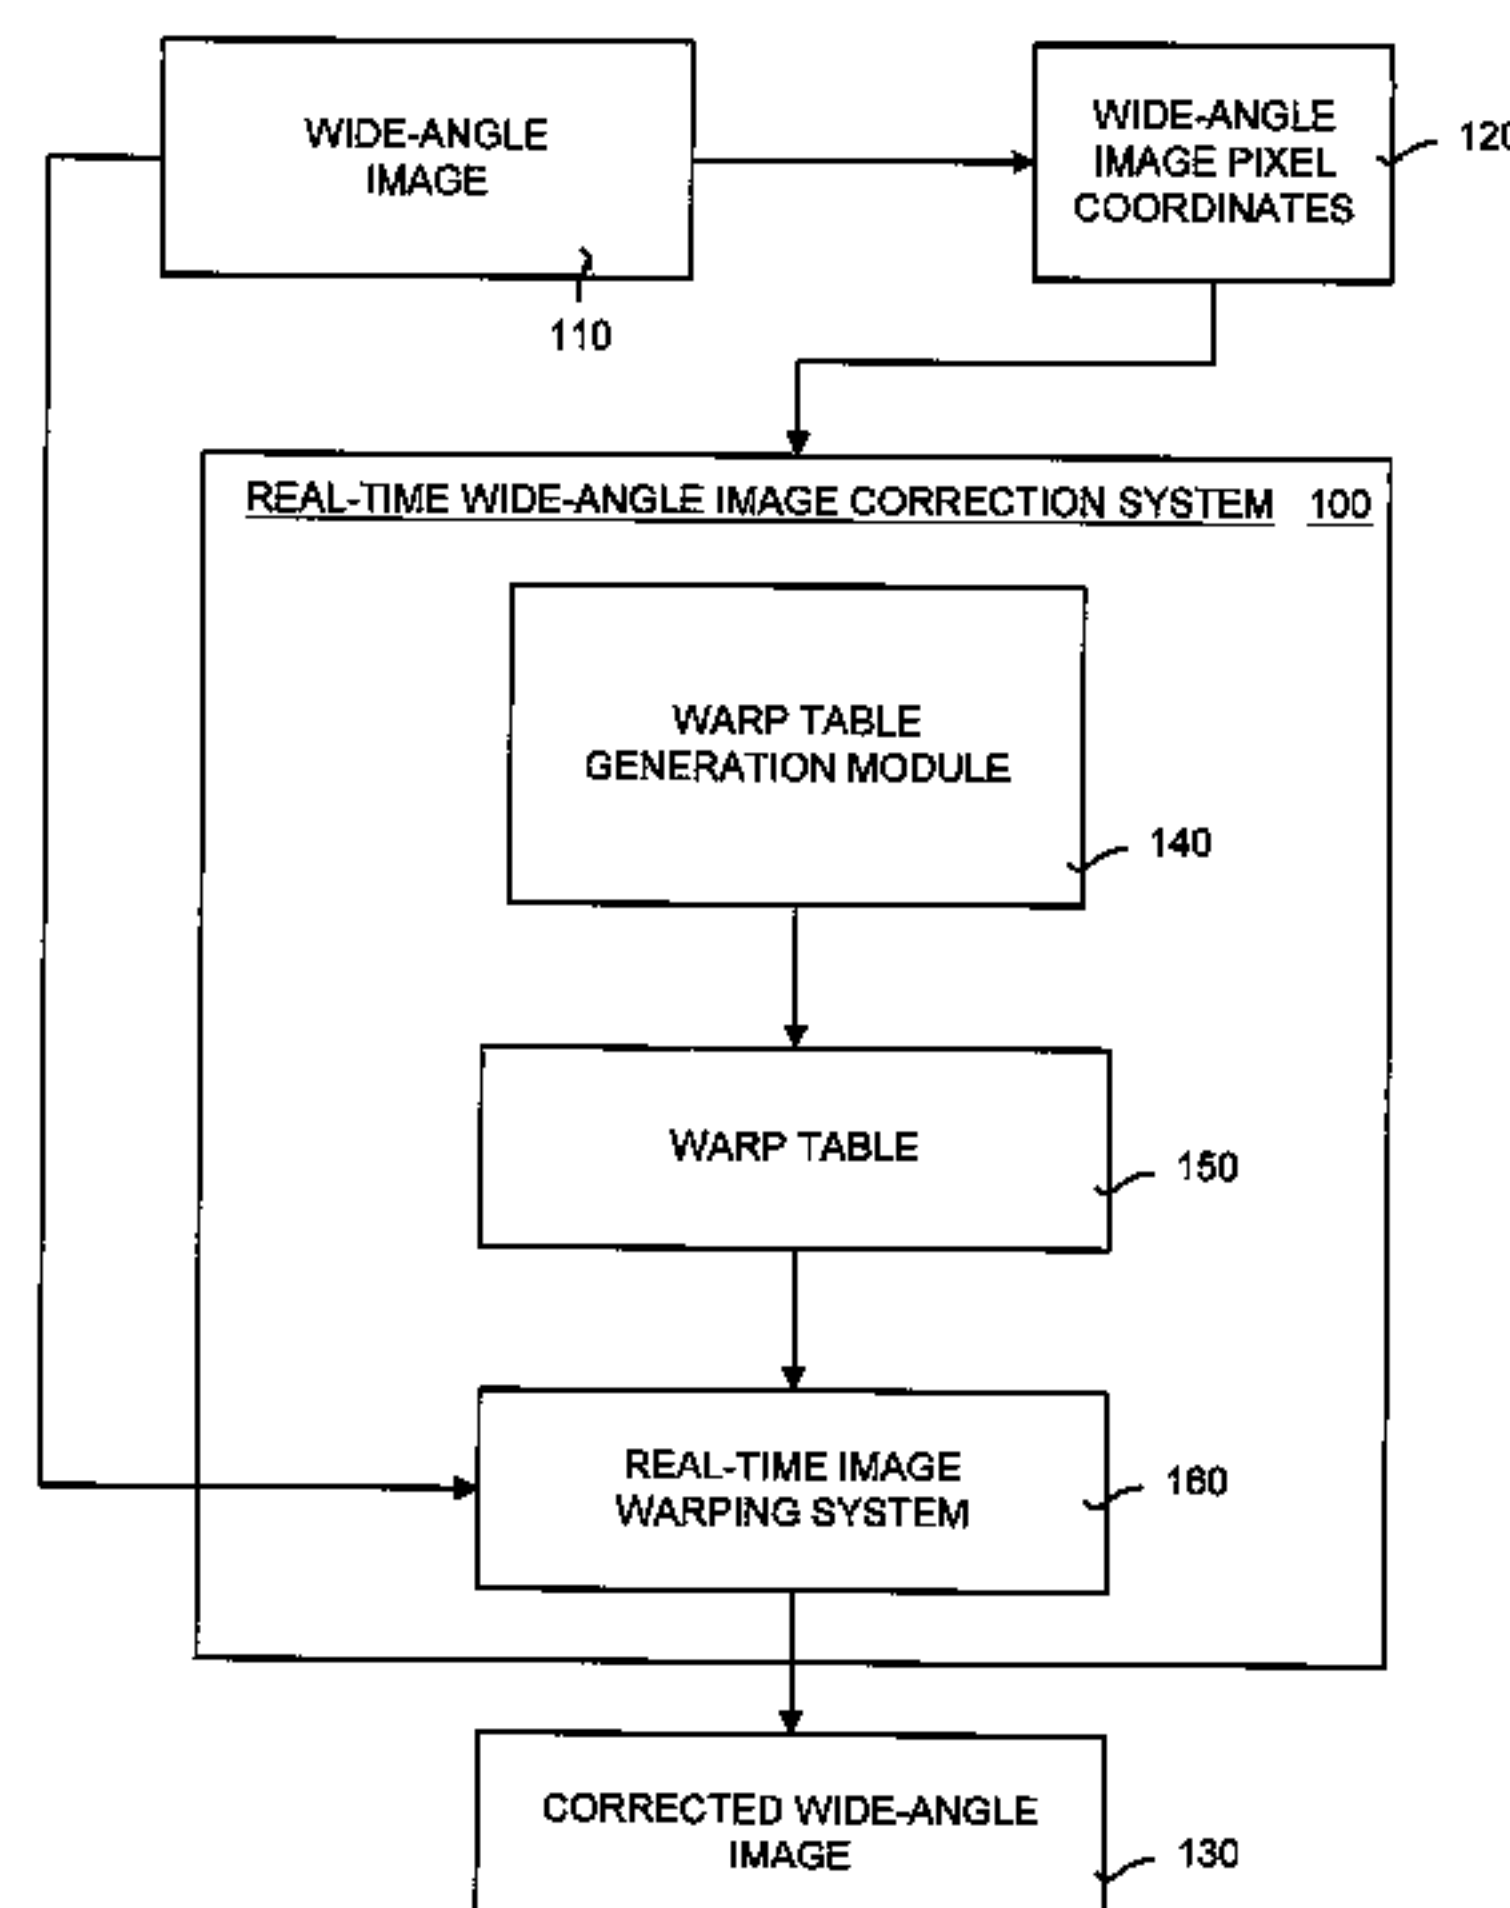 WIDE-ANGLE
IMAGE
110
WIDE-ANGLE
IMAGE PIXEL
COORDINATES
120
REAL-TIME WIDE-ANGLE IMAGE CORRECTION SYSTEM 100
WARP TABLE
GENERATION MODULE
140
WARP TABLE
150
REAL-TIME IMAGE
WARPING SYSTEM
160
CORRECTED WIDE-ANGLE
IMAGE
130